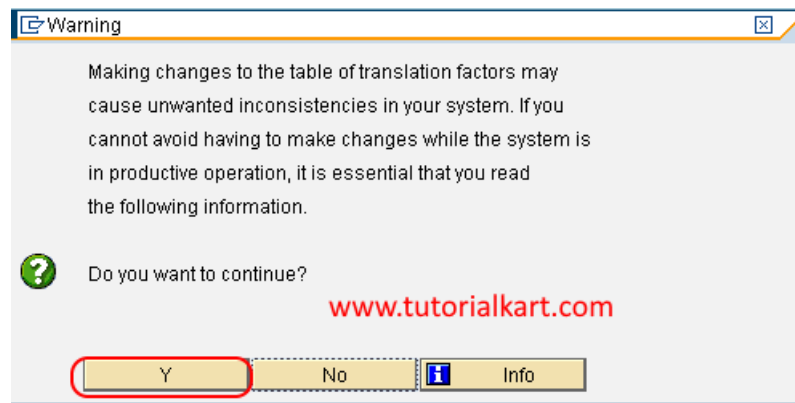 Warning
Making changes to the table of translation factors may
cause unwanted inconsistencies in your system. If you
cannot avoid having to make changes while the system is
in productive operation, it is essential that you read
the following information.
Do you want to continue?
www.tutorialkart.com
Y No Info